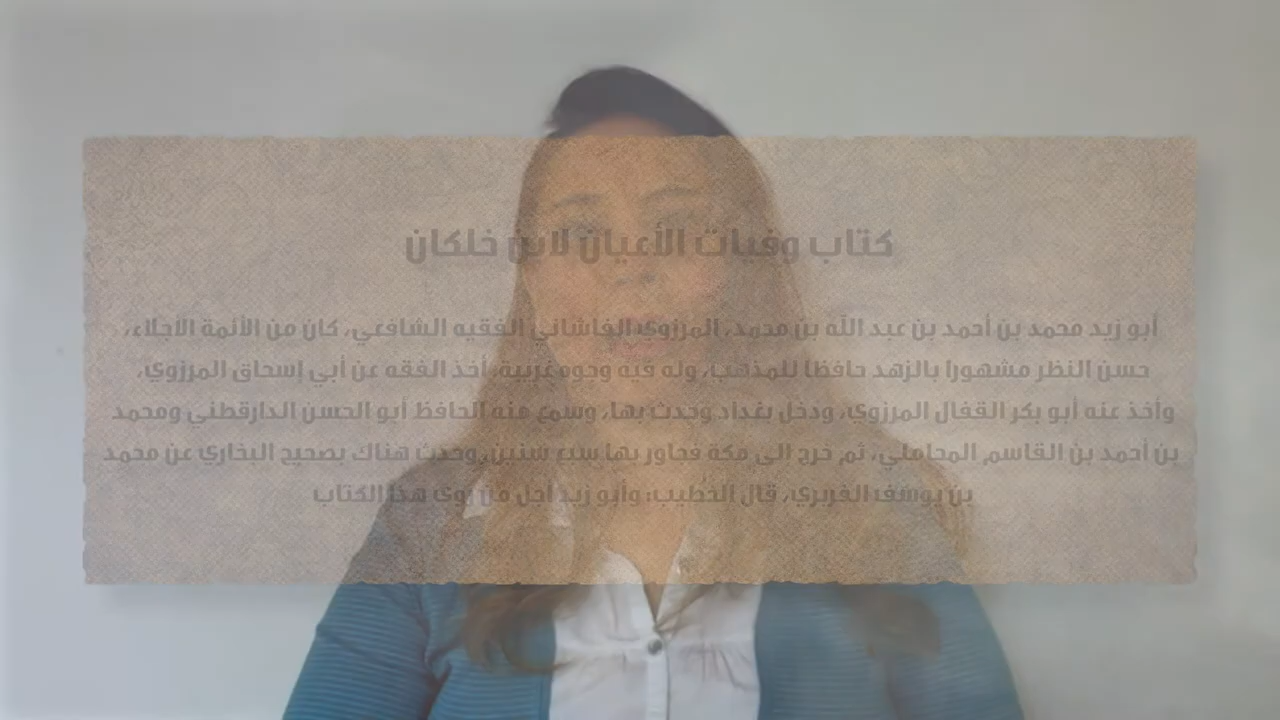 كتاب وفيات الأعيان لابن خلكان
أبو زيد محمد بن أحمد بن عبد الله بن محمد، المرزوي الفاشاني الفقيه الشافعي، كان من الأئمة الأجلاء،
حسن النظر مشهورا بالزهد حافظا للمذهب، وله فيه وجوه غريبة، أخذ الفقه عن أبي إسحاق المرزوي،
وأخذ عنه أبو بكر القفال المرزوي، ودخل بغداد وحدث بها، وسمع منه الحافظ أبو الحسن الدارقطني ومحمد
بن أحمد بن القاسم المحاملي، ثم خرج الى مكة فجاور بها سبع سنين، وحدث هناك بصحيح البخاري عن محمد
بن يوسف الفربري، قال الخطيب: وأبو زيد أجل من روى هذا الكتاب